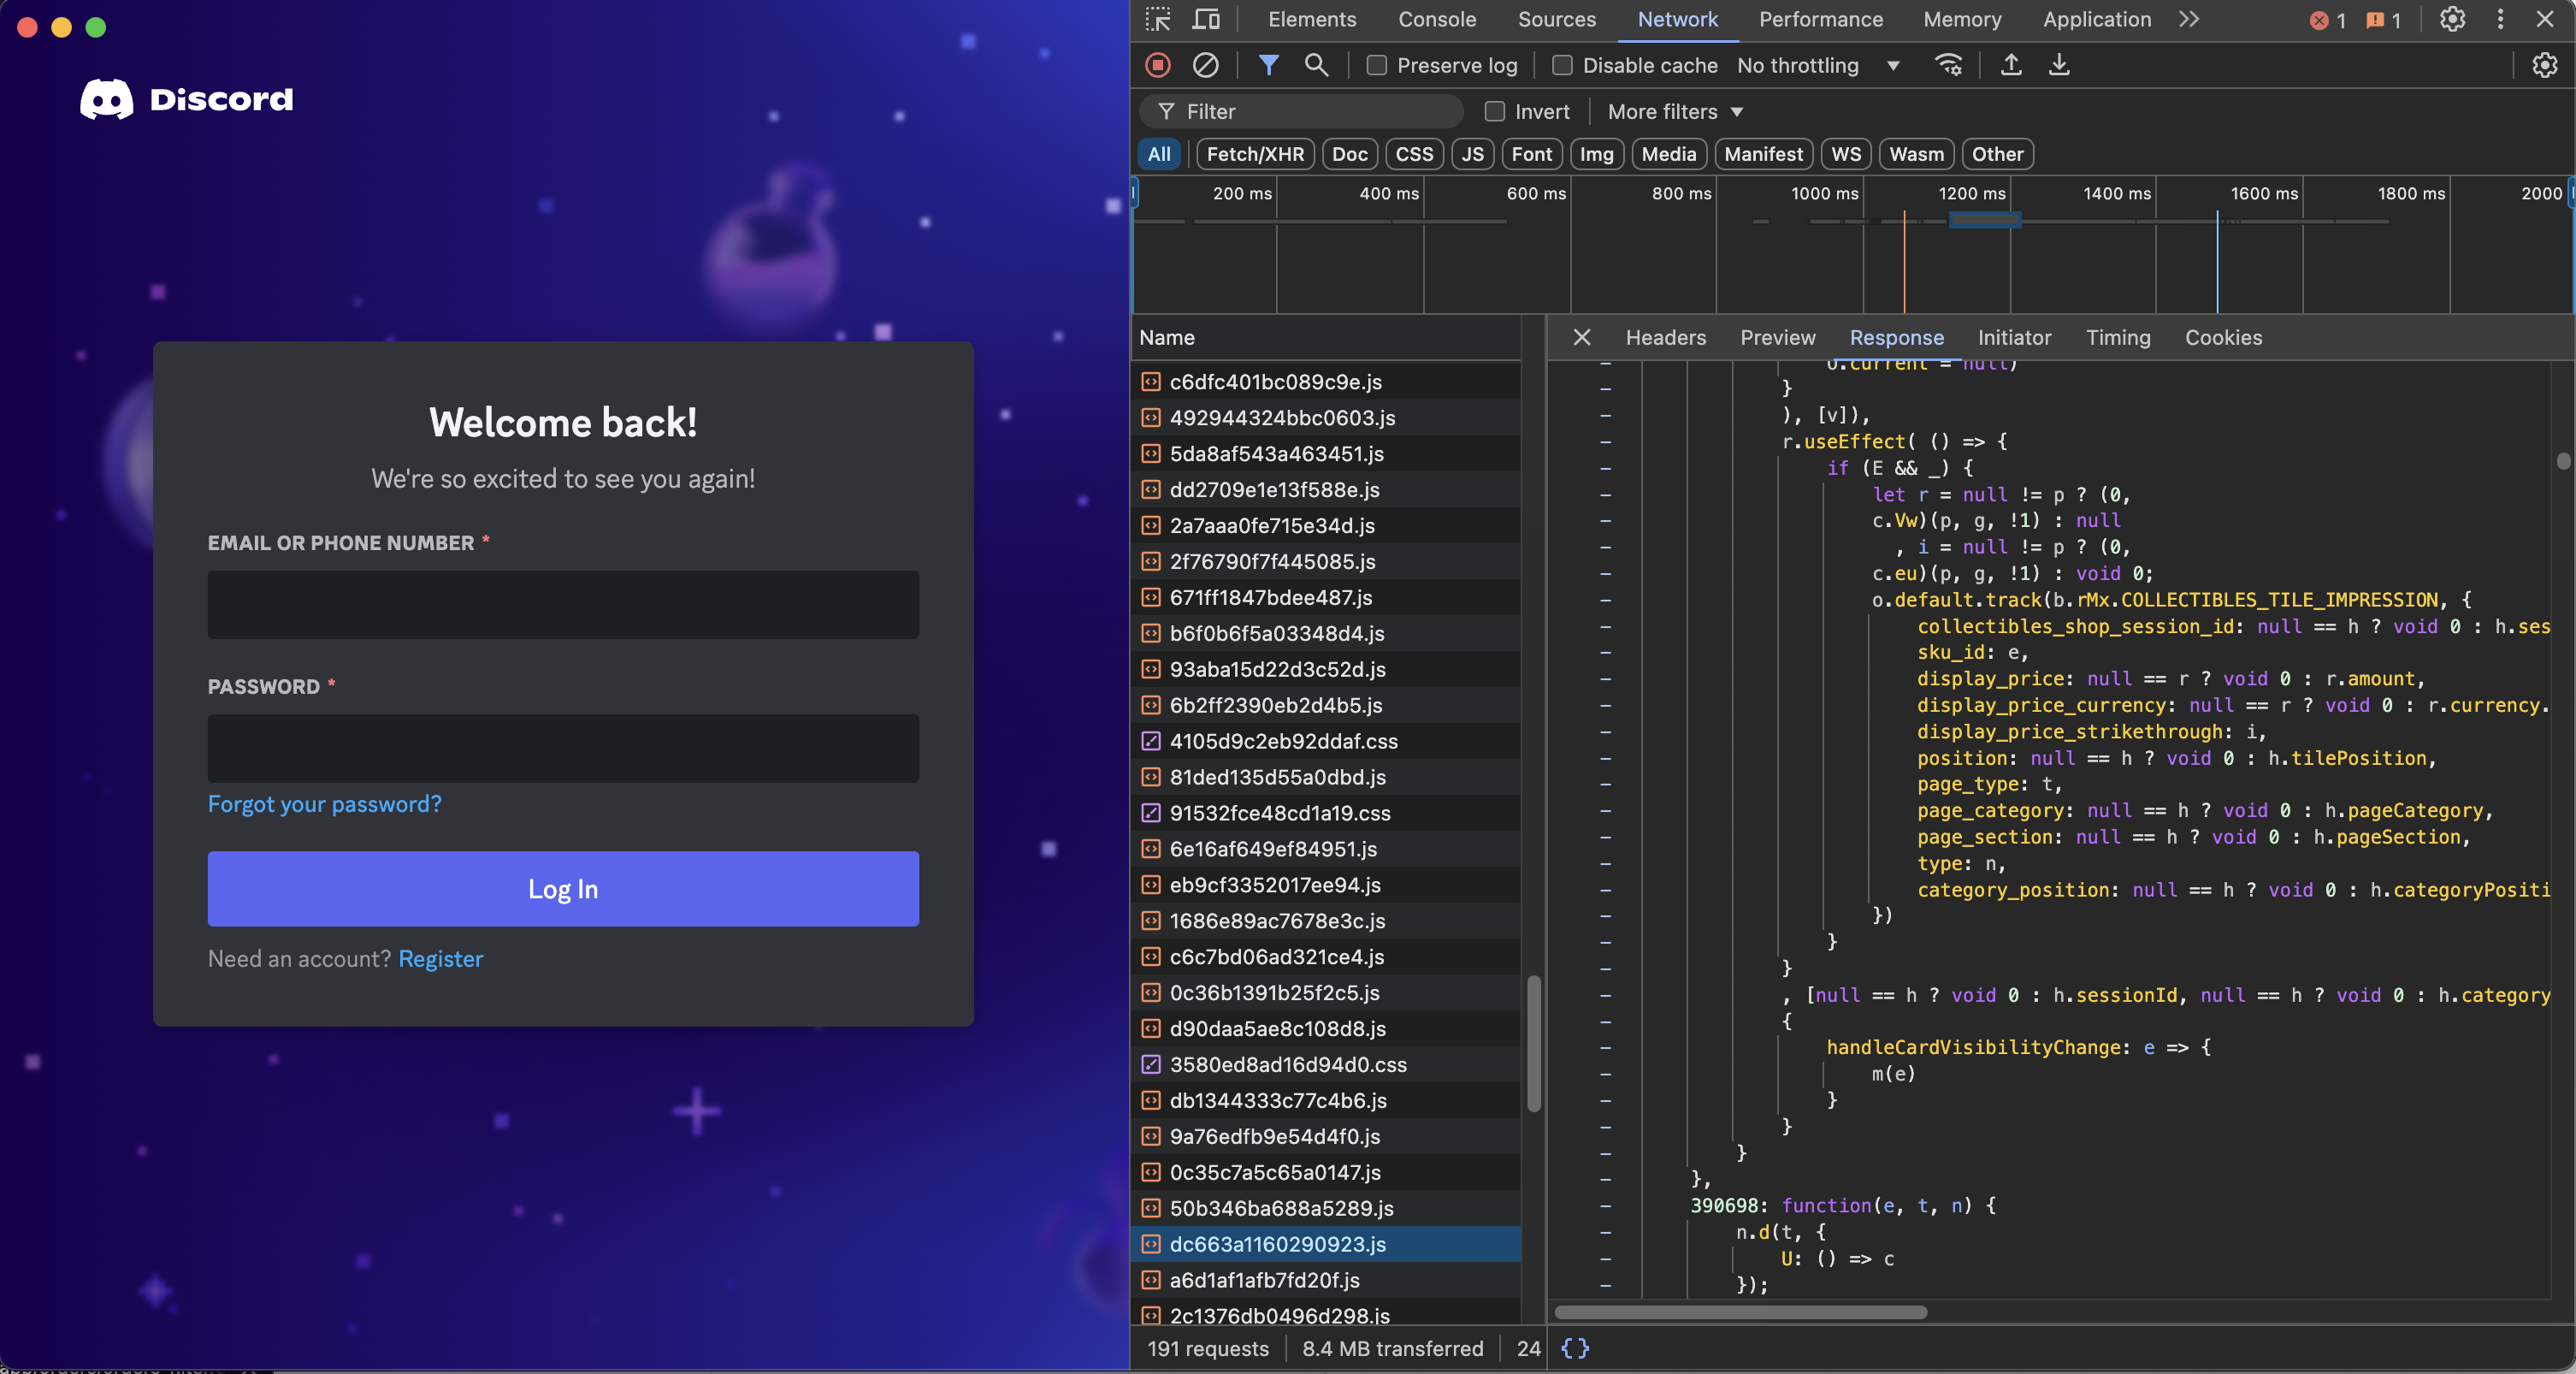 Discord
Welcome back!
We're so excited to see you again!
EMAIL OR PHONE NUMBER *
PASSWORD *
Forgot your password?
Log In
Need an account? Register
Elements Console Sources Network Performance Memory Application 1 1
Preserve log Disable cache No throttling
Filter Invert More filters
All Fetch/XHR Doc CSS JS Font Img Media Manifest WS Wasm Other
200 ms 400 ms 600 ms 800 ms 1000 ms 1200 ms 1400 ms 1600 ms 1800 ms 2000
Name
c6dfc401bc089c9e.js
492944324bbc0603.js
5da8af543a463451.js
dd2709e1e13f588e.js
2a7aaa0fe715e34d.js
2f76790f7f445085.js
671ff1847bdee487.js
b6f0b6f5a03348d4.js
93aba15d22d3c52d.js
6b2ff2390eb2d4b5.js
4105d9c2eb92ddaf.css
81ded135d55a0dbd.js
91532fce48cd1a19.css
6e16af649ef84951.js
eb9cf3352017ee94.js
1686e89ac7678e3c.js
c6c7bd06ad321ce4.js
0c36b1391b25f2c5.js
d90daa5ae8c108d8.js
3580ed8ad16d94d0.css
db1344333c77c4b6.js
9a76edfb9e54d4f0.js
0c35c7a5c65a0147.js
50b346ba688a5289.js
dc663a1160290923.js
a6d1af1afb7fd20f.js
2c1376db0496d298.js
191 requests 8.4 MB transferred 24
Headers Preview Response Initiator Timing Cookies
o.current = null)
}
), [v]),
r.useEffect( () => {
if (E && _) {
let r = null != p ? (0,
c.Vw)(p, g, !1) : null
, i = null != p ? (0,
c.eu)(p, g, !1) : void 0;
o.default.track(b.rMx.COLLECTIBLES_TILE_IMPRESSION, {
collectibles_shop_session_id: null == h ? void 0 : h.ses
sku_id: e,
display_price: null == r ? void 0 : r.amount,
display_price_currency: null == r ? void 0 : r.currency.
display_price_strikethrough: i,
position: null == h ? void 0 : h.tilePosition,
page_type: t,
page_category: null == h ? void 0 : h.pageCategory,
page_section: null == h ? void 0 : h.pageSection,
type: n,
category_position: null == h ? void 0 : h.categoryPositi
})
}
}
, [null == h ? void 0 : h.sessionId, null == h ? void 0 : h.category
{
handleCardVisibilityChange: e => {
m(e)
}
}
}
},
390698: function(e, t, n) {
n.d(t, {
U: () => c
});
{}